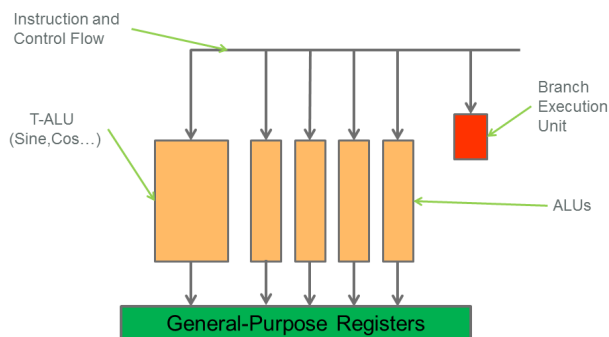 Instruction and
Control Flow
T-ALU
(Sine,Cos…)
Branch
Execution
Unit
ALUs
General-Purpose Registers